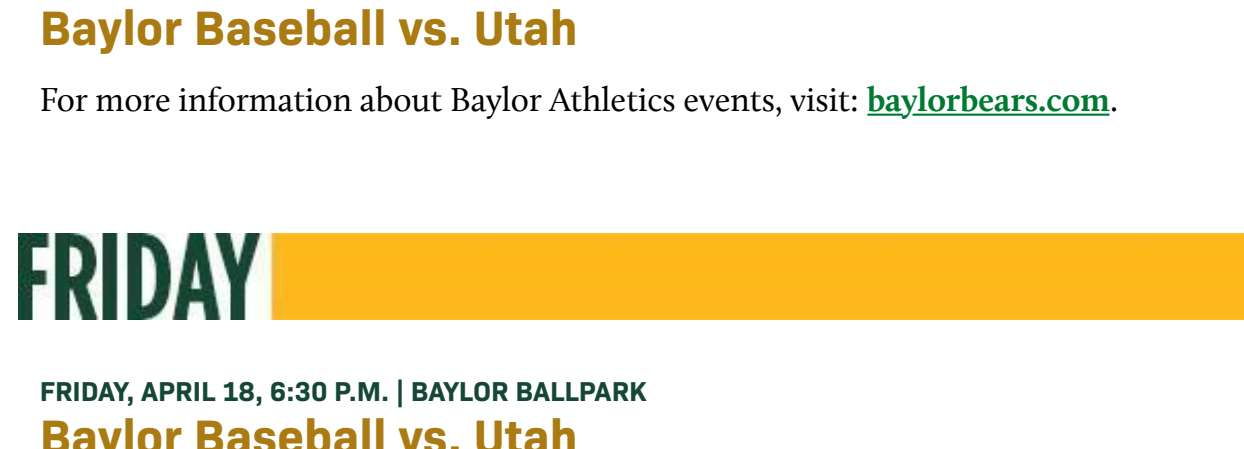 Baylor Baseball vs. Utah
For more information about Baylor Athletics events, visit: baylorbears.com.
FRIDAY
FRIDAY, APRIL 18, 6:30 P.M. | BAYLOR BALLPARK
Baylor Baseball vs. Utah